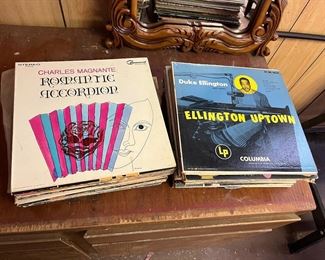 STEREO
CHARLES MAGNANTE
ROMANTIC
ACCORDION
Duke Ellington
ELLINGTON UPTOWN
Lp
COLUMBIA